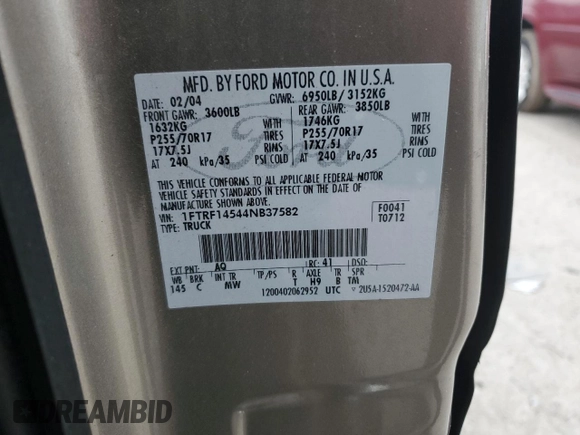 MFD. BY FORD MOTOR CO. IN U.S.A.
DATE: 02/04 GVWR: 6950LB/ 3152KG
FRONT GAWR: 3600LB REAR GAWR: 3850LB
1632KG WITH 1746KG WITH
P255/70R17 TIRES P255/70R17 TIRES
17X7.5J RIMS 17X7.5J RIMS
AT 240 kPa/35 PSI COLD AT 240 kPa/35 PSI COLD
THIS VEHICLE CONFORMS TO ALL APPLICABLE FEDERAL MOTOR
VEHICLE SAFETY STANDARDS IN EFFECT ON THE DATE OF
MANUFACTURE SHOWN ABOVE.
VIN: 1FTRF14544NB37582 F0041
TYPE: TRUCK T0712
EXT PNT: AQ RC: 41 DSO:
WB BRK INT TR TP/PS R AXLE TR SPR
145 C MW T H9 B TM
1200402062952 UTC 2U5A-1520472-AA
Ford
DREAMBID